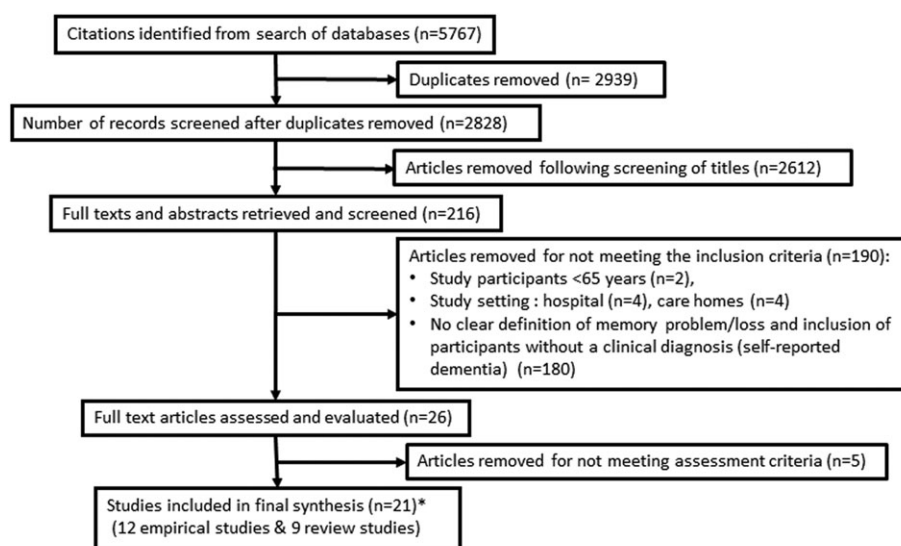 Citations identified from search of databases (n=5767)
Duplicates removed (n= 2939)
Number of records screened after duplicates removed (n=2828)
Articles removed following screening of titles (n=2612)
Full texts and abstracts retrieved and screened (n=216)
Articles removed for not meeting the inclusion criteria (n=190):
• Study participants <65 years (n=2),
• Study setting : hospital (n=4), care homes (n=4)
• No clear definition of memory problem/loss and inclusion of
participants without a clinical diagnosis (self-reported
dementia) (n=180)
Full text articles assessed and evaluated (n=26)
Articles removed for not meeting assessment criteria (n=5)
Studies included in final synthesis (n=21)*
(12 empirical studies & 9 review studies)